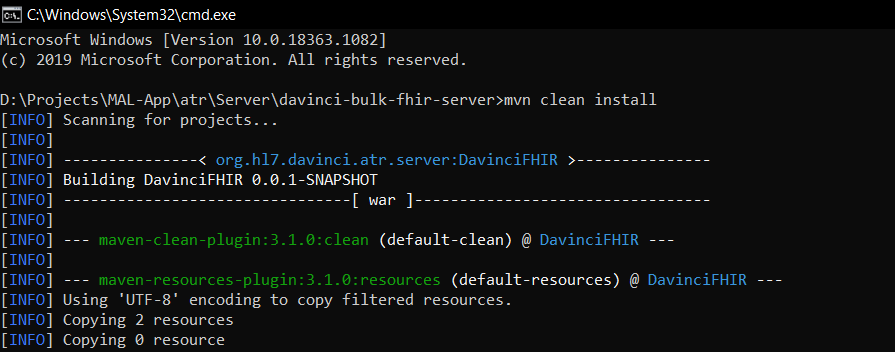 C:\Windows\System32\cmd.exe
Microsoft Windows [Version 10.0.18363.1082]
(c) 2019 Microsoft Corporation. All rights reserved.
D:\Projects\MAL-App\atr\Server\davinci-bulk-fhir-server>mvn clean install
[INFO] Scanning for projects...
[INFO]
[INFO] ---------------< org.hl7.davinci.atr.server:DavinciFHIR >---------------
[INFO] Building DavinciFHIR 0.0.1-SNAPSHOT
[INFO] --------------------------------[ war ]---------------------------------
[INFO]
[INFO] --- maven-clean-plugin:3.1.0:clean (default-clean) @ DavinciFHIR ---
[INFO]
[INFO] --- maven-resources-plugin:3.1.0:resources (default-resources) @ DavinciFHIR ---
[INFO] Using 'UTF-8' encoding to copy filtered resources.
[INFO] Copying 2 resources
[INFO] Copying 0 resource